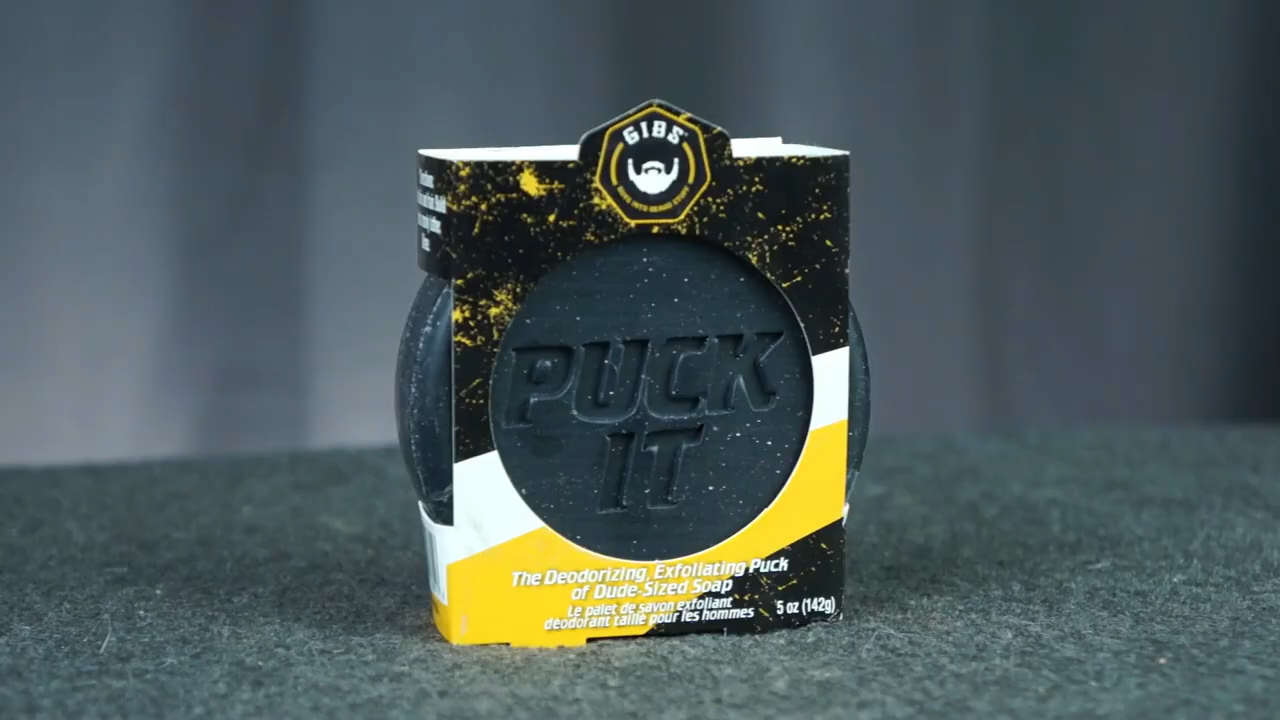 GIBS
PUCK
IT
The Deodorizing, Exfoliating Puck
of Dude-Sized Soap
Le palet de savon exfoliant
déodorant taillé pour les hommes
5 oz (142g)